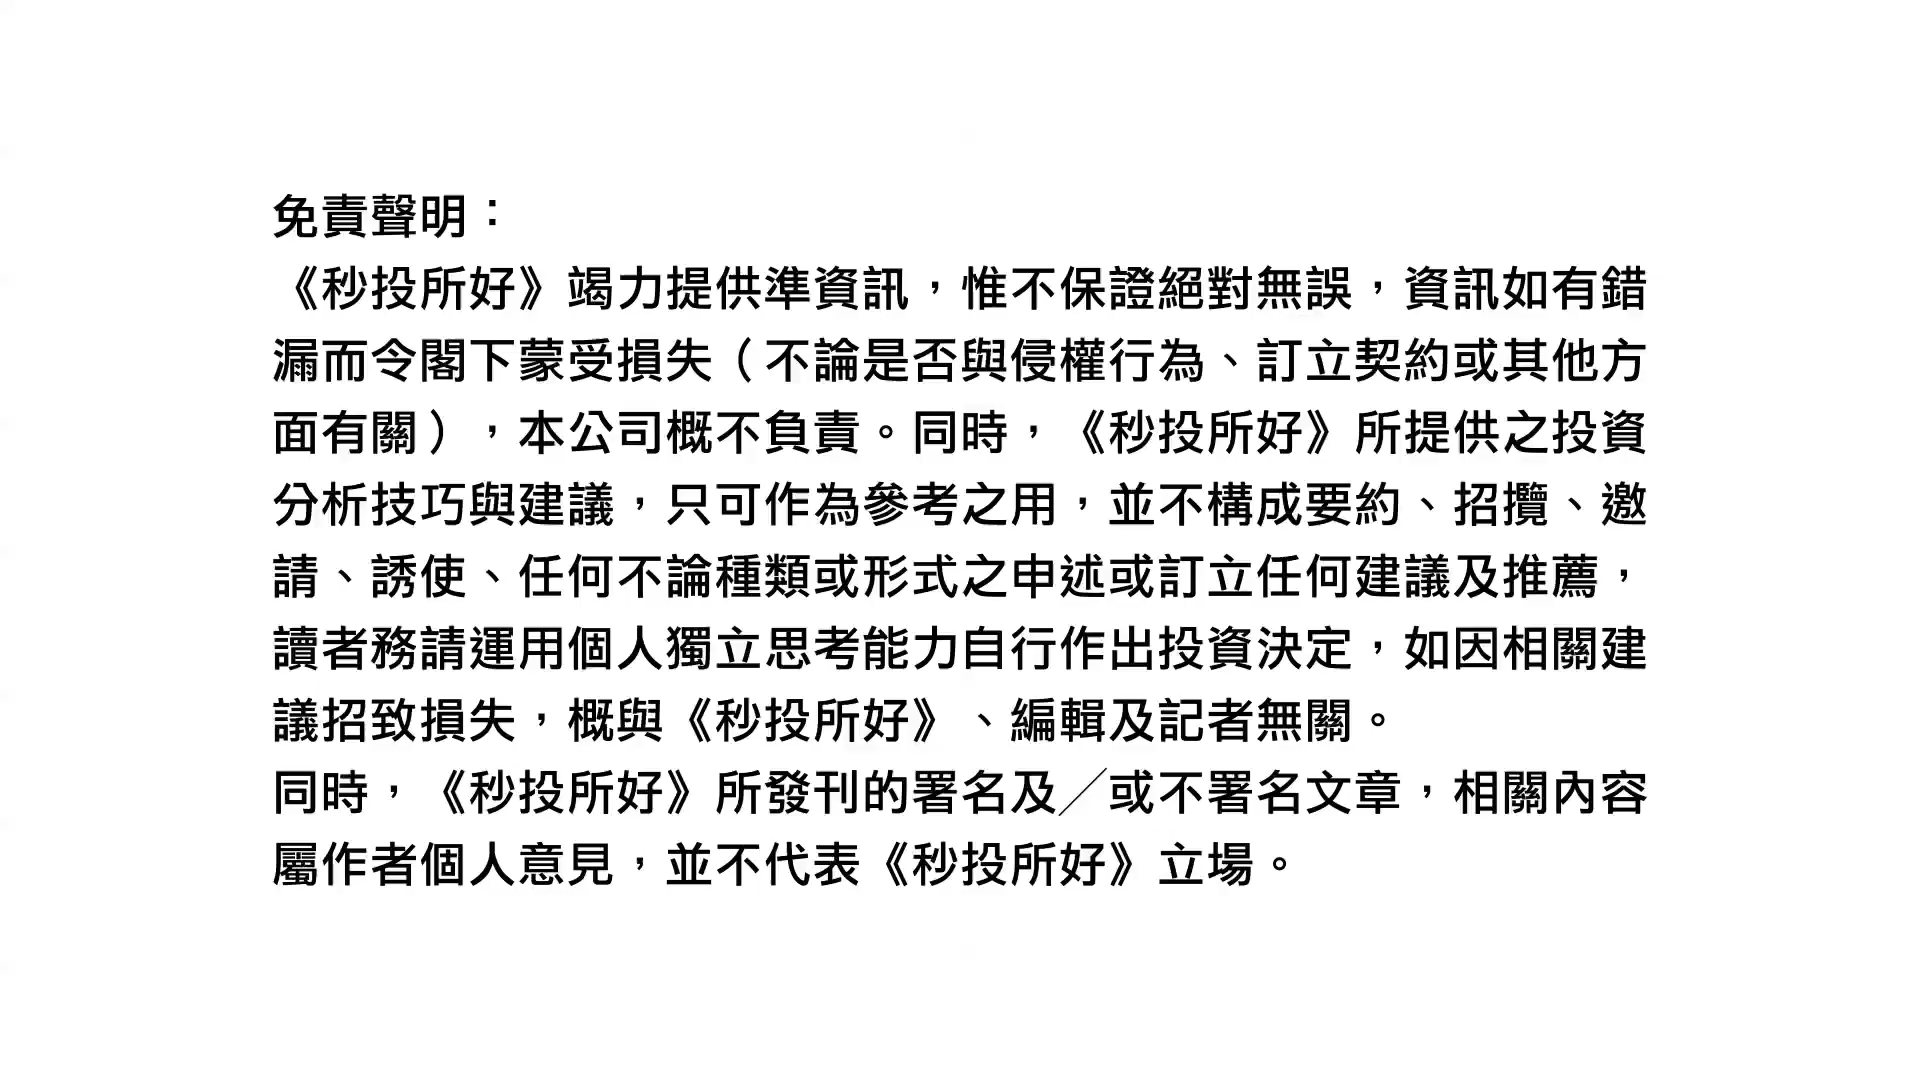 免責聲明：
《秒投所好》竭力提供準資訊，惟不保證絕對無誤，資訊如有錯
漏而令閣下蒙受損失（不論是否與侵權行為、訂立契約或其他方
面有關），本公司概不負責。同時，《秒投所好》所提供之投資
分析技巧與建議，只可作為參考之用，並不構成要約、招攬、邀
請、誘使、任何不論種類或形式之申述或訂立任何建議及推薦，
讀者務請運用個人獨立思考能力自行作出投資決定，如因相關建
議招致損失，概與《秒投所好》、編輯及記者無關。
同時，《秒投所好》所發刊的署名及╱或不署名文章，相關內容
屬作者個人意見，並不代表《秒投所好》立場。